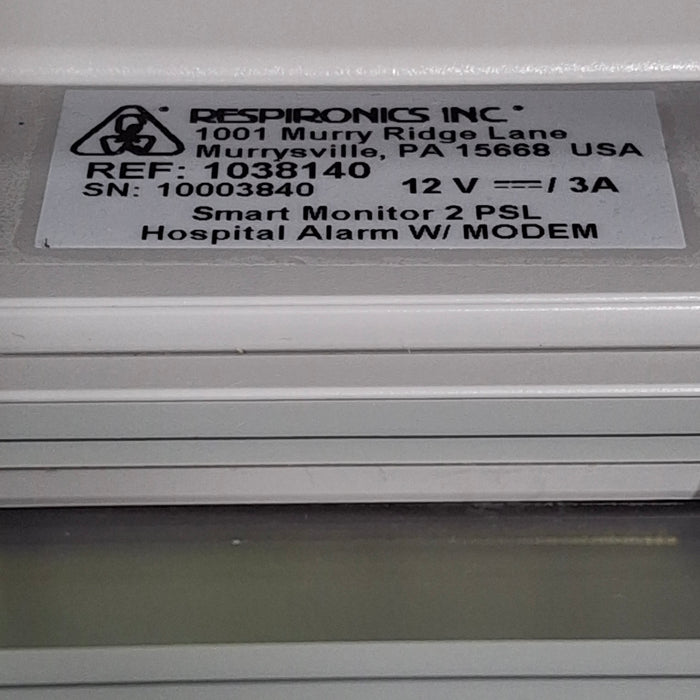 RESPIRONICS INC
1001 Murry Ridge Lane
Murrysville, PA 15668 USA
REF: 1038140
SN: 10003840 12 V ⎓ / 3A
Smart Monitor 2 PSL
Hospital Alarm W/ MODEM